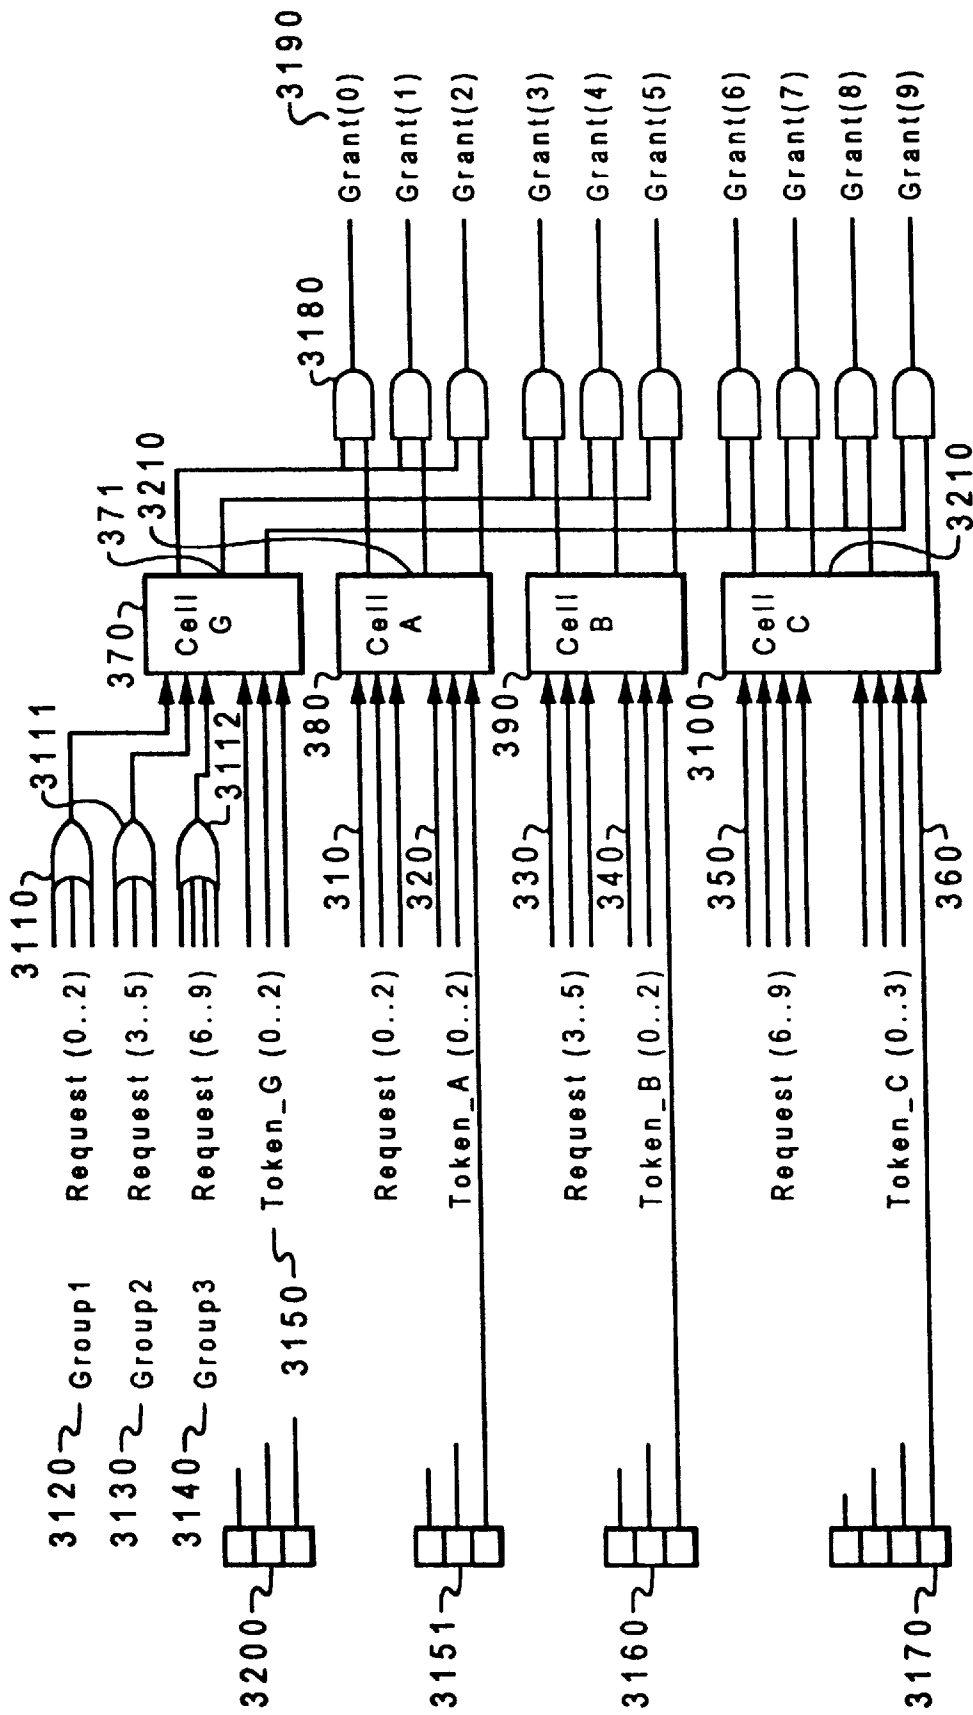 3120 Group1 Request (0..2) 3110
3130 Group2 Request (3..5) 3111
3140 Group3 Request (6..9) 3112
3200 3150 Token_G (0..2)
370 Cell G 371 3210
3151 Request (0..2) 310
Token_A (0..2) 320
380 Cell A
3160 Request (3..5) 330
Token_B (0..2) 340
390 Cell B
3170 Request (6..9) 350
Token_C (0..3) 360
3100 Cell C 3210
3180 3190
Grant(0)
Grant(1)
Grant(2)
Grant(3)
Grant(4)
Grant(5)
Grant(6)
Grant(7)
Grant(8)
Grant(9)